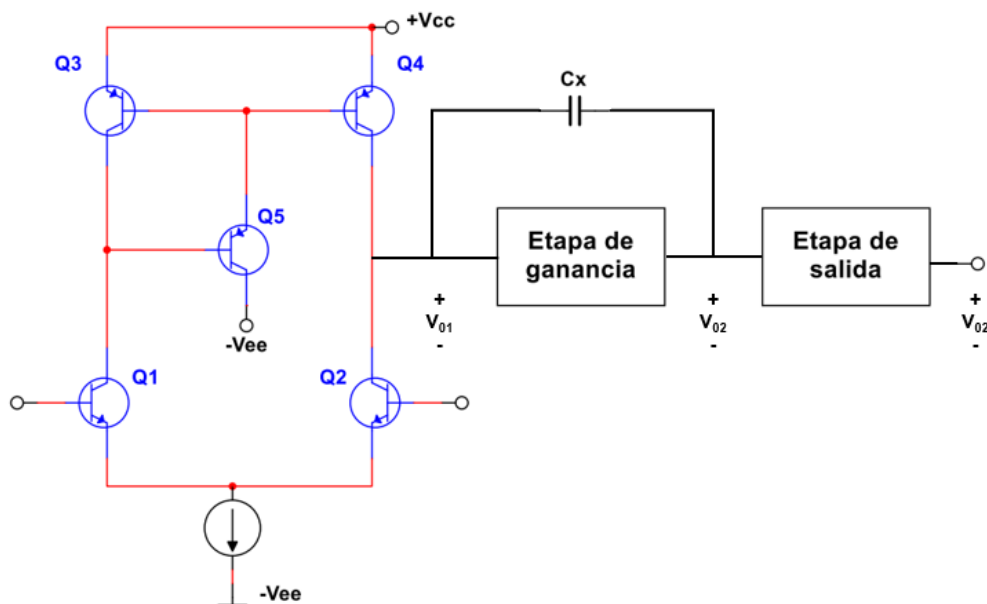 +Vcc
Q3
Q4
Cx
Q5
Etapa de
ganancia
Etapa de
salida
+
V01
-
+
V02
-
+
V02
-
-Vee
Q1
Q2
-Vee